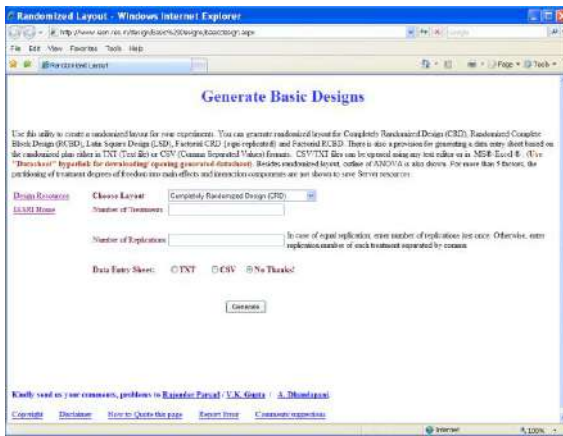 Randomized Layout - Windows Internet Explorer
File Edit View Favorites Tools Help
Randomized Layout
Page Tools
Generate Basic Designs
Use this utility to create a randomized layout for your experiments. You can generate randomized layout for Completely Randomized Design (CRD), Randomized Complete
Block Design (RCBD), Latin Square Design (LSD), Factorial CRD (equi-replicated) and Factorial RCBD. There is also a provision for generating a data entry sheet based on
the randomized plan either in TXT (Text file) or CSV (Comma Separated Values) formats. CSV/TXT files can be opened using any text editor or in MS® Excel ®. (Use
"Datasheet" hyperlink for downloading/ opening generated datasheet). Besides randomized layout, outline of ANOVA is also shown. For more than 5 factors, the
partitioning of treatment degrees of freedom into main effects and interaction components are not shown to save Server resources
Design Resources
Choose Layout
Completely Randomized Design (CRD)
IASRI Home
Number of Treatments
Number of Replications
In case of equal replication, enter number of replications just once. Otherwise, enter
replication number of each treatment separated by comma
Data Entry Sheet:
TXT
CSV
No Thanks!
Generate
Kindly send us your comments, problems to Rajender Parsad / V.K. Gupta / A. Dhandapani
Copyright Disclaimer How to Quote this page Report Error Comments/suggestions
Internet
100%